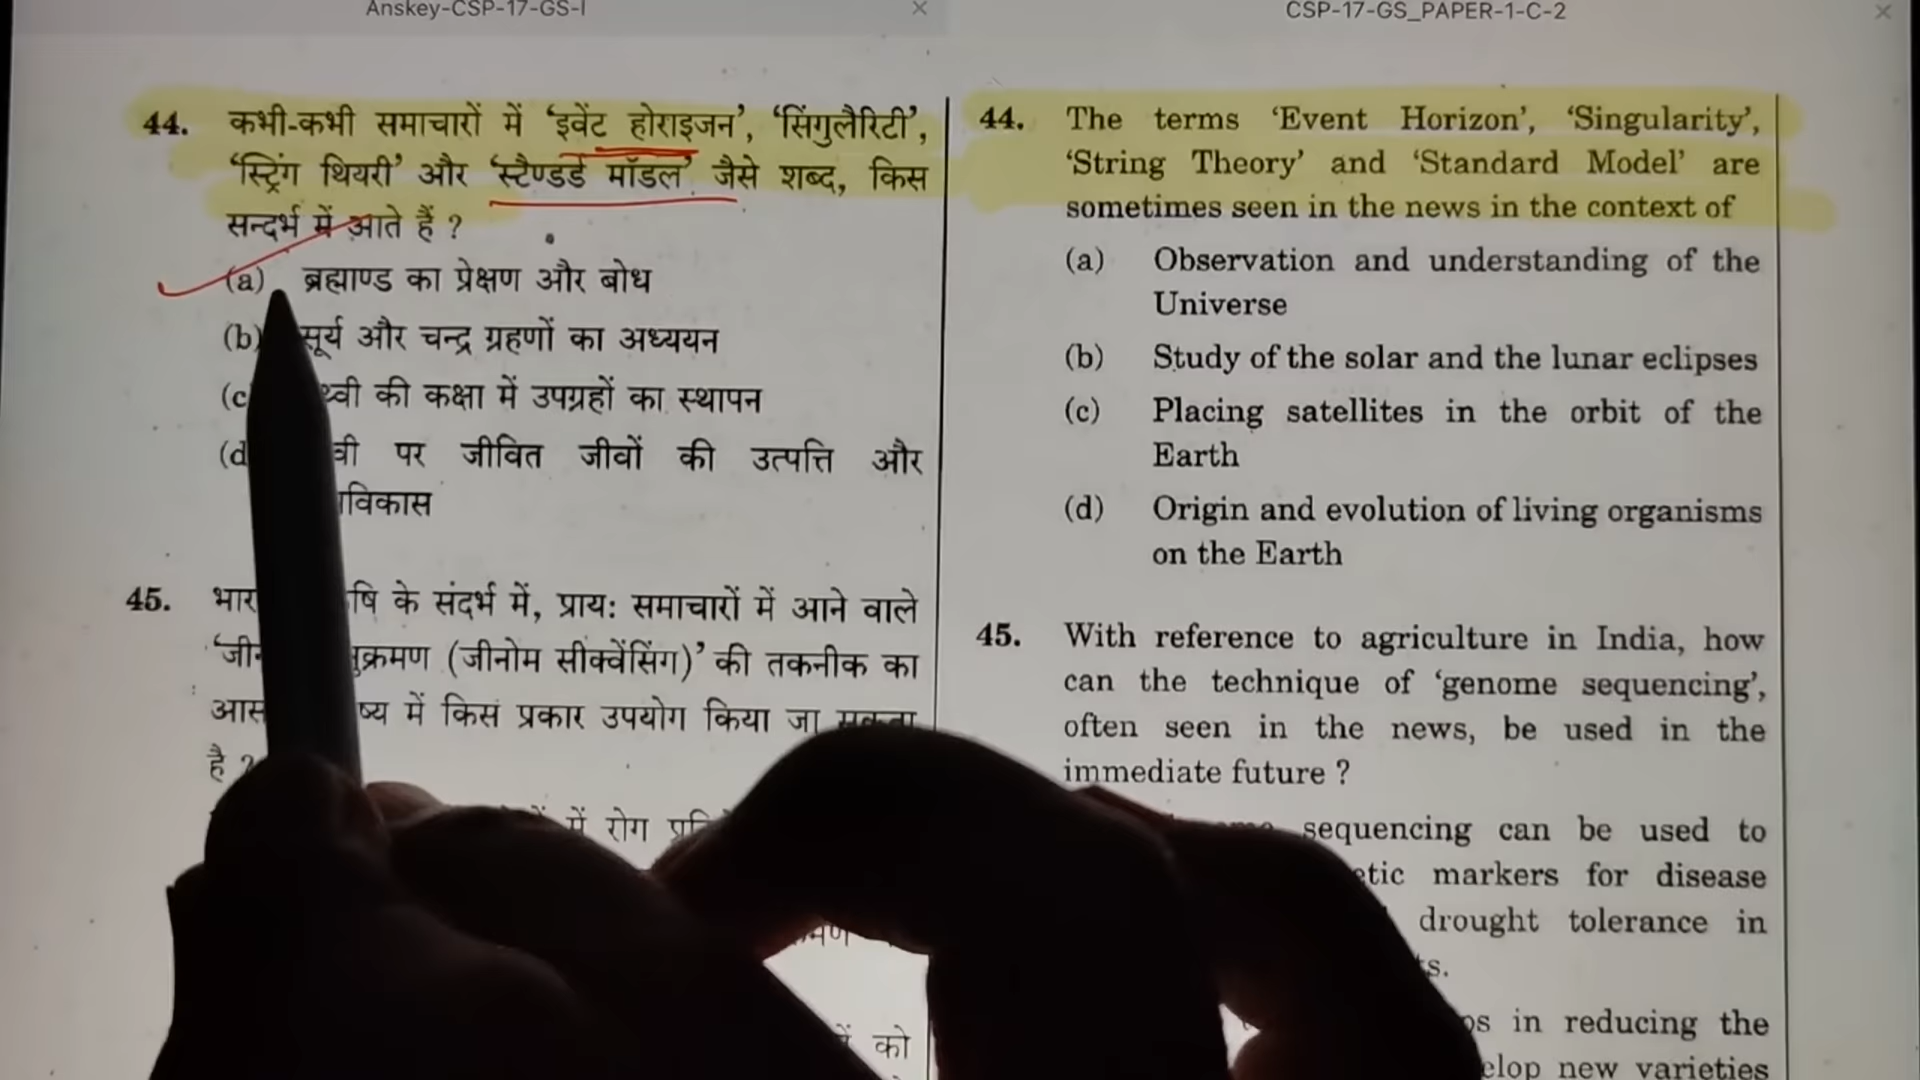 Anskey-CSP-17-GS-I
CSP-17-GS_PAPER-1-C-2
44. कभी-कभी समाचारों में ‘इवेंट होराइजन’, ‘सिंगुलैरिटी’,
‘स्ट्रिंग थियरी’ और ‘स्टैण्डर्ड मॉडल’ जैसे शब्द, किस
सन्दर्भ में आते हैं ?
(a) ब्रह्माण्ड का प्रेक्षण और बोध
(b) सूर्य और चन्द्र ग्रहणों का अध्ययन
की कक्षा में उपग्रहों का स्थापन
पर जीवित जीवों की उत्पत्ति और
45. के संदर्भ में, प्रायः समाचारों में आने वाले
(जीनोम सीक्वेंसिंग)’ की तकनीक का
में किस प्रकार उपयोग किया जा
है ?
में रोग
को
44. The terms ‘Event Horizon’, ‘Singularity’,
‘String Theory’ and ‘Standard Model’ are
sometimes seen in the news in the context of
(a) Observation and understanding of the
Universe
(b) Study of the solar and the lunar eclipses
(c) Placing satellites in the orbit of the
Earth
(d) Origin and evolution of living organisms
on the Earth
45. With reference to agriculture in India, how
can the technique of ‘genome sequencing’,
often seen in the news, be used in the
immediate future ?
sequencing can be used to
markers for disease
drought tolerance in
in reducing the
new varieties